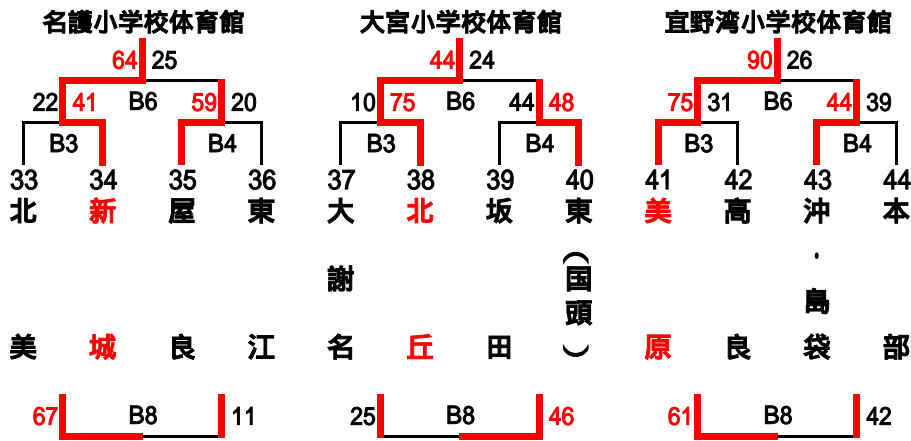 名護小学校体育館 大宮小学校体育館 宜野湾小学校体育館
64 25 44 24 90 26
22 41 B6 59 20 10 75 B6 44 48 75 31 B6 44 39
B3 B4 B3 B4 B3 B4
33 34 35 36 37 38 39 40 41 42 43 44
北美
新城
屋良
東江
大謝名
北丘
坂田
東(国頭)
美原
高良
沖・島袋
本部
67 B8 11 25 B8 46 61 B8 42